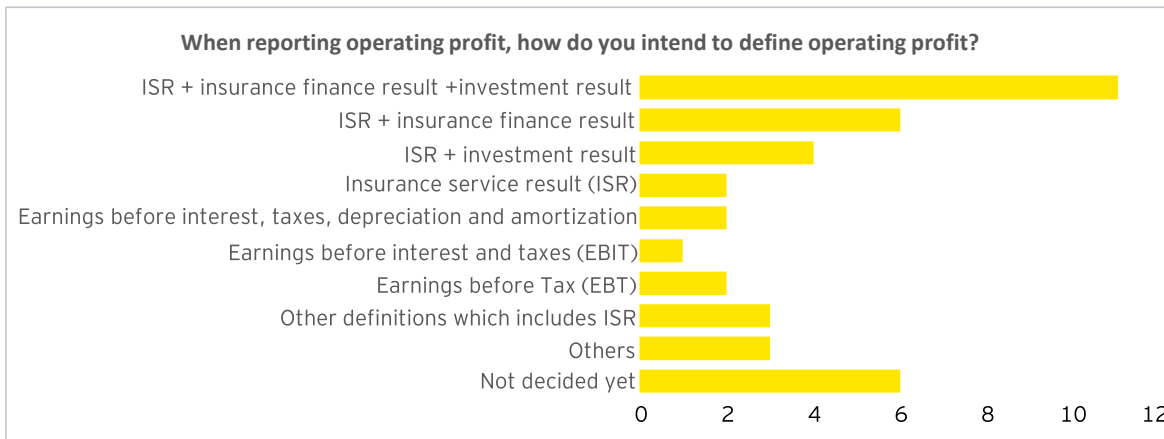 When reporting operating profit, how do you intend to define operating profit?
ISR + insurance finance result +investment result
ISR + insurance finance result
ISR + investment result
Insurance service result (ISR)
Earnings before interest, taxes, depreciation and amortization
Earnings before interest and taxes (EBIT)
Earnings before Tax (EBT)
Other definitions which includes ISR
Others
Not decided yet
0 2 4 6 8 10 12